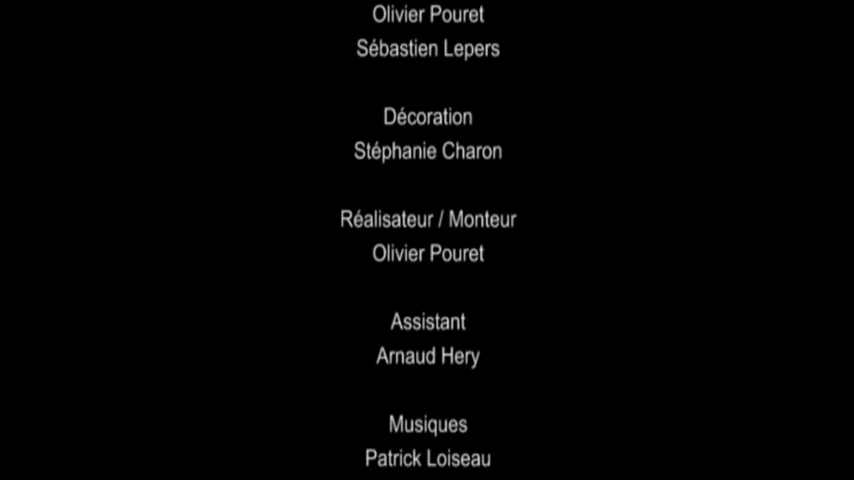 Olivier Pouret
Sébastien Lepers
Décoration
Stéphanie Charon
Réalisateur / Monteur
Olivier Pouret
Assistant
Arnaud Hery
Musiques
Patrick Loiseau